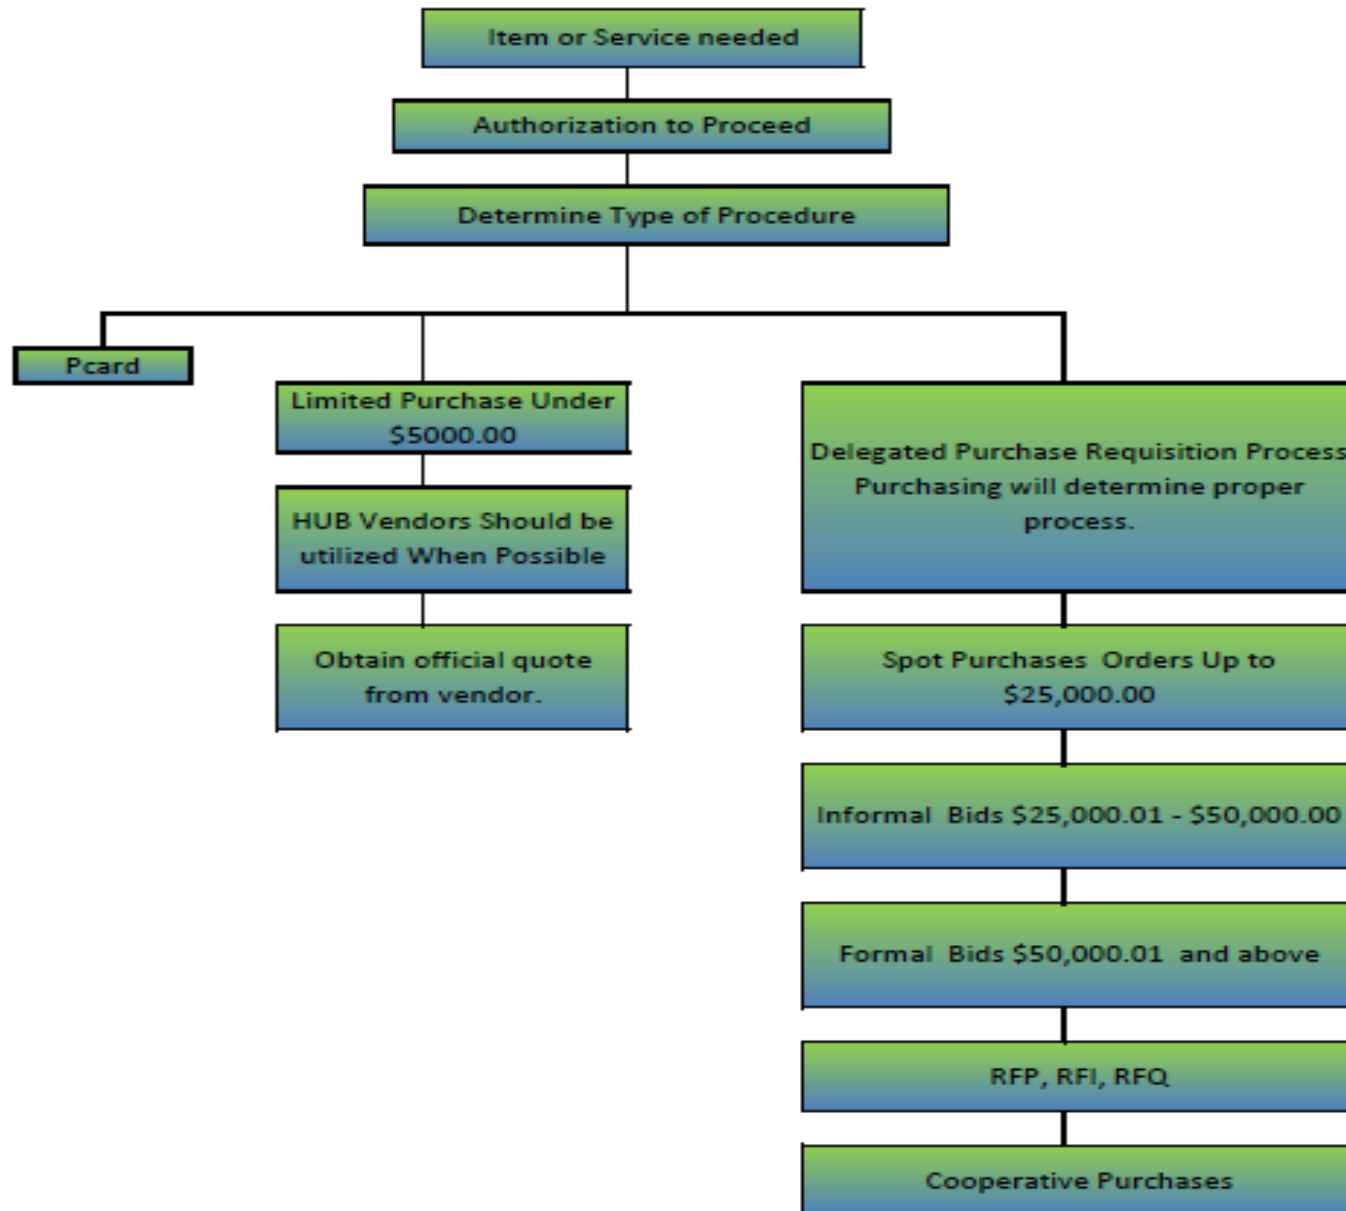 Item or Service needed
Authorization to Proceed
Determine Type of Procedure
Pcard
Limited Purchase Under
$5000.00
HUB Vendors Should be
utilized When Possible
Obtain official quote
from vendor.
Delegated Purchase Requisition Process
Purchasing will determine proper
process.
Spot Purchases Orders Up to
$25,000.00
Informal Bids $25,000.01 - $50,000.00
Formal Bids $50,000.01 and above
RFP, RFI, RFQ
Cooperative Purchases